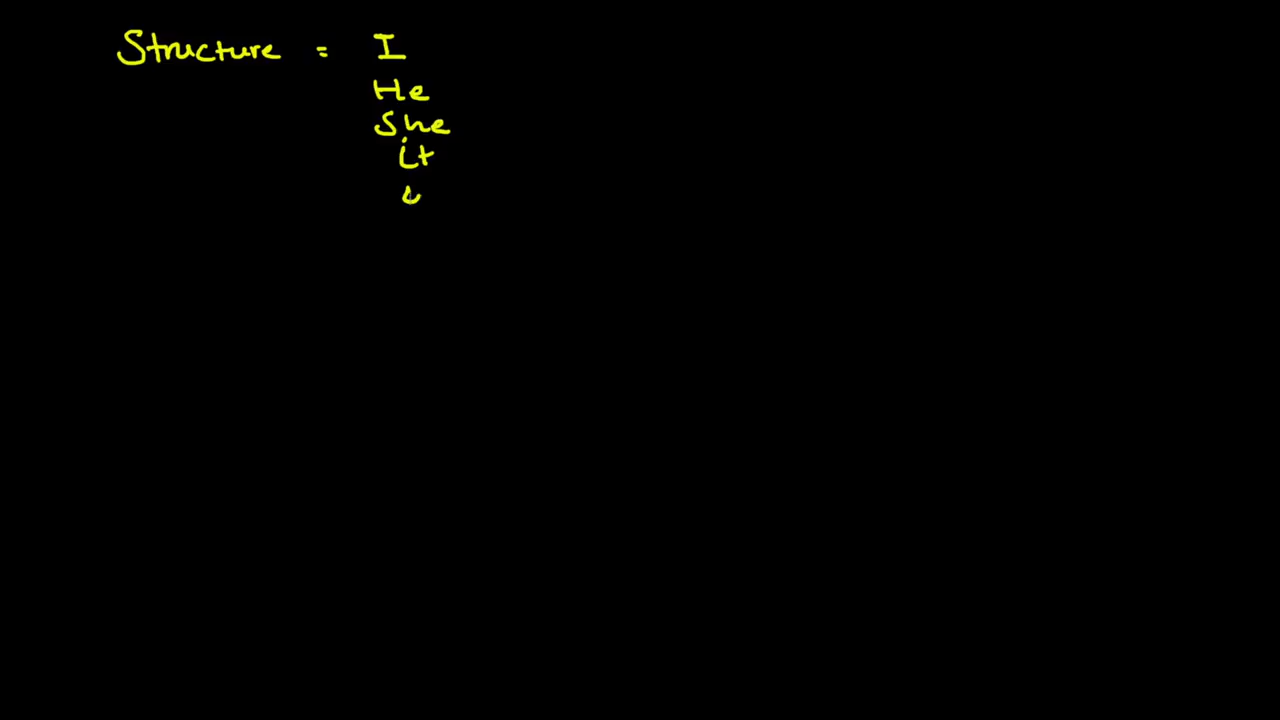 Structure = I
He
She
it